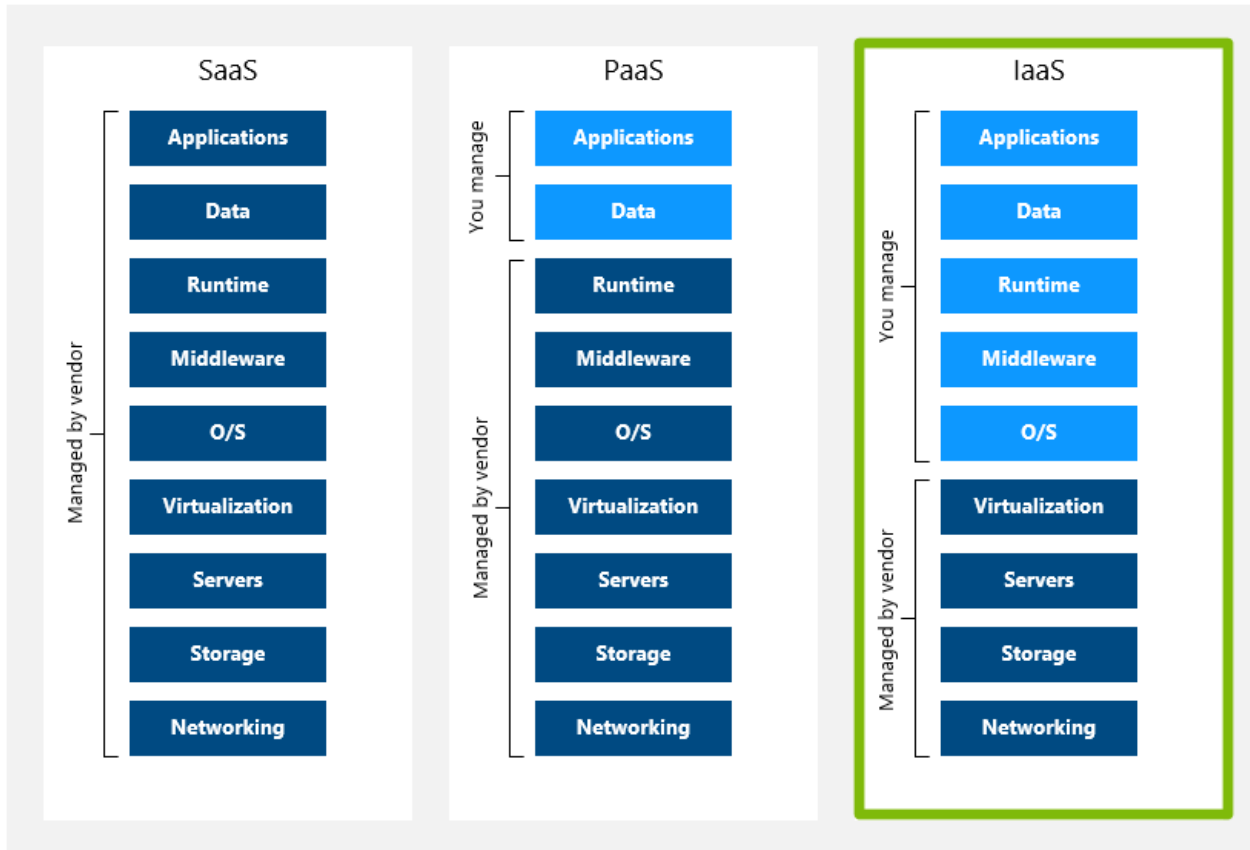 SaaS
Managed by vendor
Applications
Data
Runtime
Middleware
O/S
Virtualization
Servers
Storage
Networking
PaaS
You manage
Managed by vendor
Applications
Data
Runtime
Middleware
O/S
Virtualization
Servers
Storage
Networking
IaaS
You manage
Managed by vendor
Applications
Data
Runtime
Middleware
O/S
Virtualization
Servers
Storage
Networking